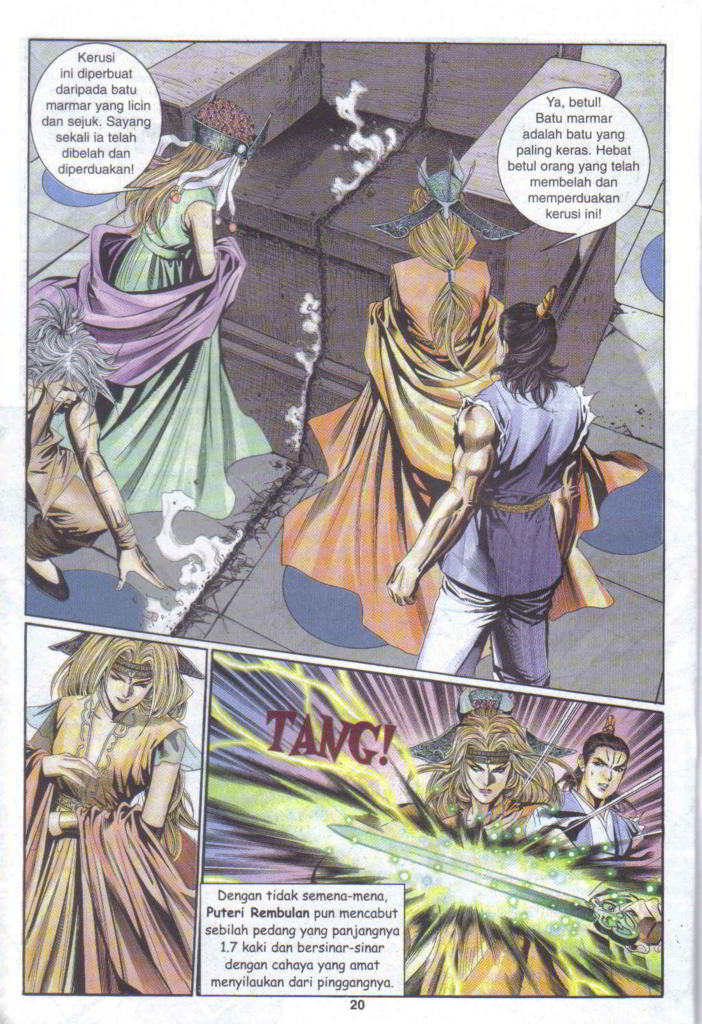 Kerusi
ini diperbuat
daripada batu
marmar yang licin
dan sejuk. Sayang
sekali ia telah
dibelah dan
diperduakan!
Ya, betul!
Batu marmar
adalah batu yang
paling keras. Hebat
betul orang yang telah
membelah dan
memperduakan
kerusi ini!
TANG!
Dengan tidak semena-mena,
Puteri Rembulan pun mencabut
sebilah pedang yang panjangnya
1.7 kaki dan bersinar-sinar
dengan cahaya yang amat
menyilaukan dari pinggangnya.
20